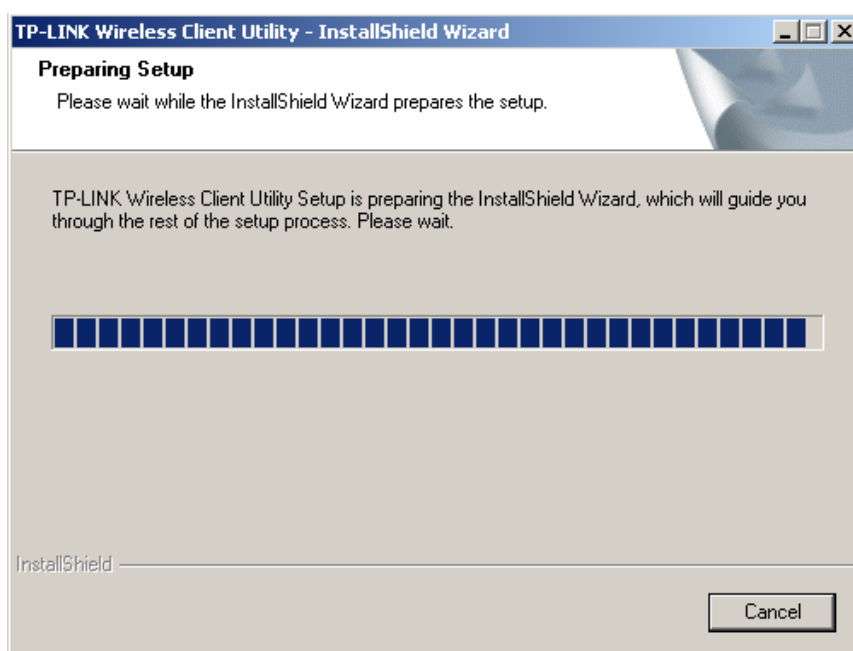 TP-LINK Wireless Client Utility - InstallShield Wizard
Preparing Setup
Please wait while the InstallShield Wizard prepares the setup.
TP-LINK Wireless Client Utility Setup is preparing the InstallShield Wizard, which will guide you
through the rest of the setup process. Please wait.
InstallShield
Cancel